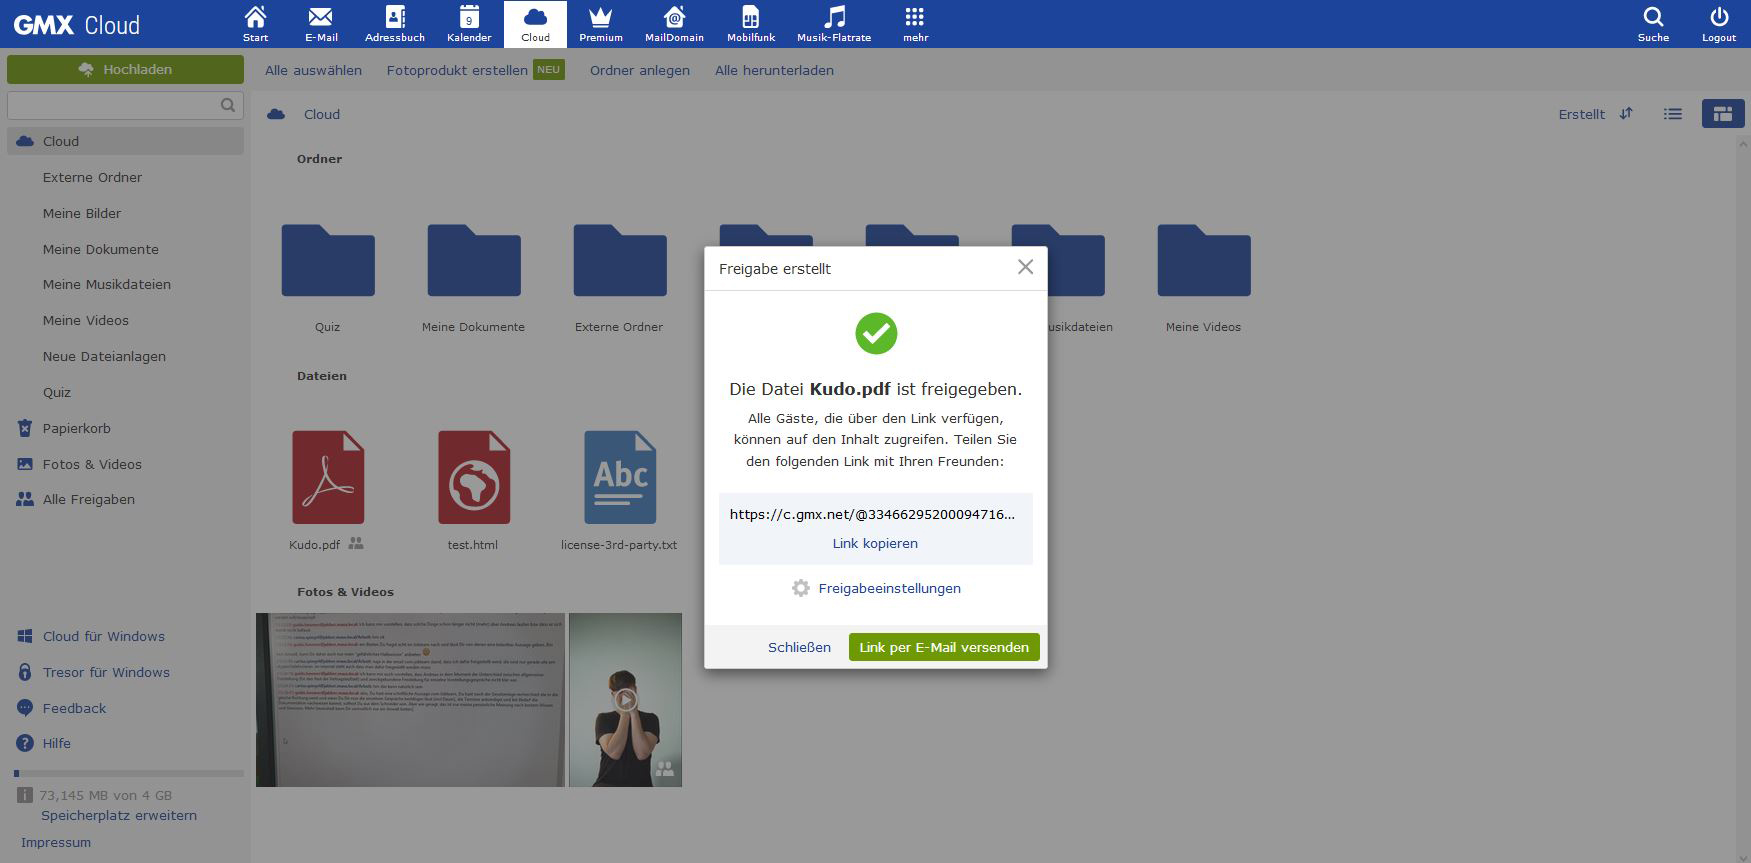 GMX Cloud
Start
E-Mail
Adressbuch
9
Kalender
Cloud
Premium
MailDomain
Mobilfunk
Musik-Flatrate
mehr
Suche
Logout
Hochladen
Alle auswählen
Fotoprodukt erstellen NEU
Ordner anlegen
Alle herunterladen
Cloud
Externe Ordner
Meine Bilder
Meine Dokumente
Meine Musikdateien
Meine Videos
Neue Dateianlagen
Quiz
Papierkorb
Fotos & Videos
Alle Freigaben
Cloud für Windows
Tresor für Windows
Feedback
Hilfe
73,145 MB von 4 GB
Speicherplatz erweitern
Impressum
Cloud
Erstellt
Ordner
Quiz
Meine Dokumente
Externe Ordner
usikdateien
Meine Videos
Dateien
Abc
Kudo.pdf
test.html
license-3rd-party.txt
Fotos & Videos
Freigabe erstellt
Die Datei Kudo.pdf ist freigegeben.
Alle Gäste, die über den Link verfügen,
können auf den Inhalt zugreifen. Teilen Sie
den folgenden Link mit Ihren Freunden:
https://c.gmx.net/@33466295200094716...
Link kopieren
Freigabeeinstellungen
Schließen
Link per E-Mail versenden